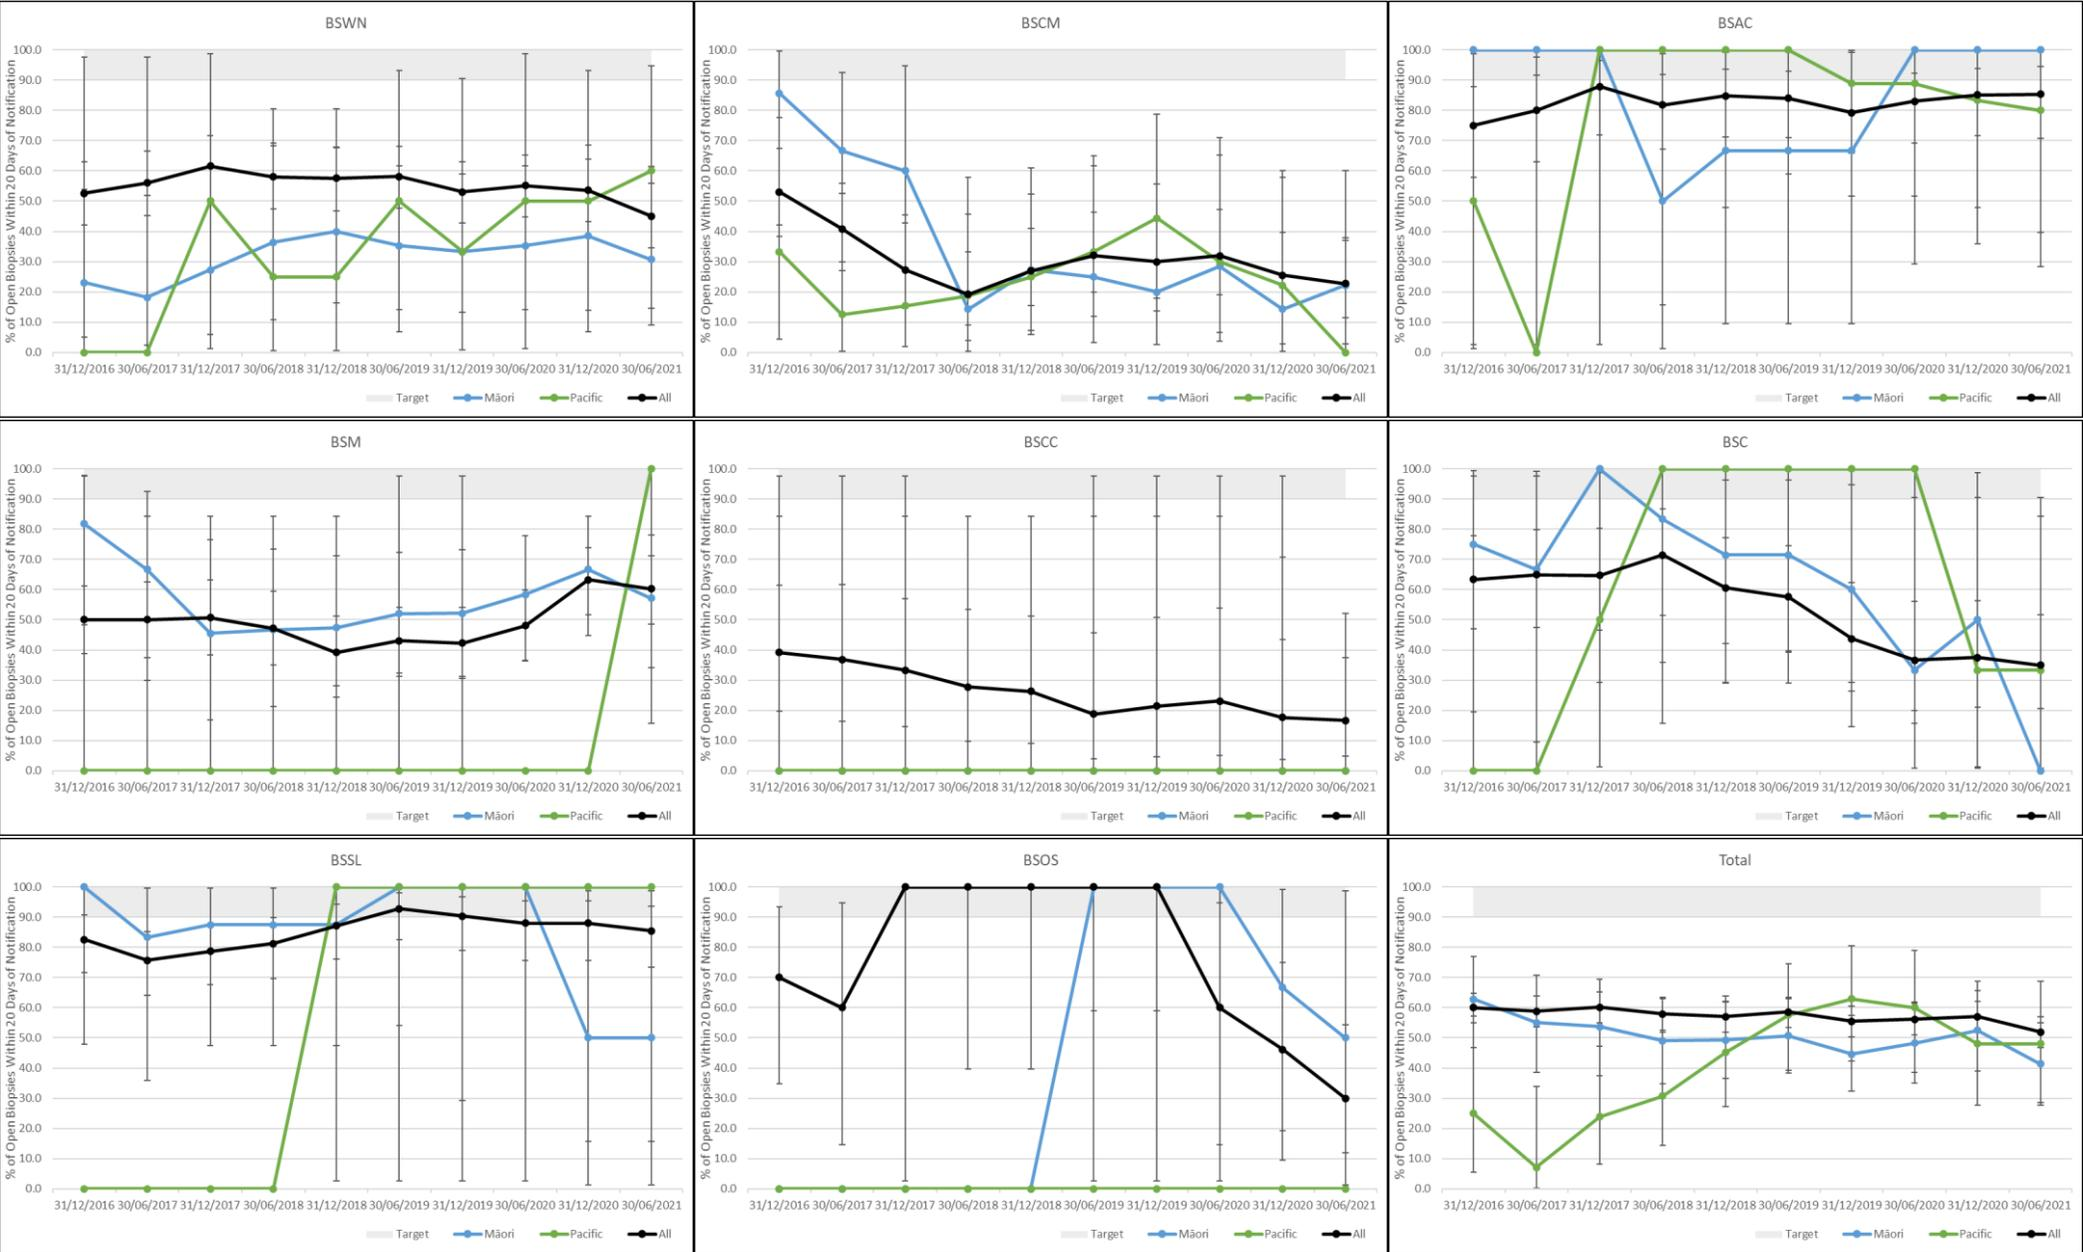 BSWN
% of Open Biopsies Within 20 Days of Notification
100.0
90.0
80.0
70.0
60.0
50.0
40.0
30.0
20.0
10.0
0.0
31/12/2016 30/06/2017 31/12/2017 30/06/2018 31/12/2018 30/06/2019 31/12/2019 30/06/2020 31/12/2020 30/06/2021
Target Māori Pacific All
BSCM
% of Open Biopsies Within 20 Days of Notification
100.0
90.0
80.0
70.0
60.0
50.0
40.0
30.0
20.0
10.0
0.0
31/12/2016 30/06/2017 31/12/2017 30/06/2018 31/12/2018 30/06/2019 31/12/2019 30/06/2020 31/12/2020 30/06/2021
Target Māori Pacific All
BSAC
% of Open Biopsies Within 20 Days of Notification
100.0
90.0
80.0
70.0
60.0
50.0
40.0
30.0
20.0
10.0
0.0
31/12/2016 30/06/2017 31/12/2017 30/06/2018 31/12/2018 30/06/2019 31/12/2019 30/06/2020 31/12/2020 30/06/2021
Target Māori Pacific All
BSM
% of Open Biopsies Within 20 Days of Notification
100.0
90.0
80.0
70.0
60.0
50.0
40.0
30.0
20.0
10.0
0.0
31/12/2016 30/06/2017 31/12/2017 30/06/2018 31/12/2018 30/06/2019 31/12/2019 30/06/2020 31/12/2020 30/06/2021
Target Māori Pacific All
BSCC
% of Open Biopsies Within 20 Days of Notification
100.0
90.0
80.0
70.0
60.0
50.0
40.0
30.0
20.0
10.0
0.0
31/12/2016 30/06/2017 31/12/2017 30/06/2018 31/12/2018 30/06/2019 31/12/2019 30/06/2020 31/12/2020 30/06/2021
Target Māori Pacific All
BSC
% of Open Biopsies Within 20 Days of Notification
100.0
90.0
80.0
70.0
60.0
50.0
40.0
30.0
20.0
10.0
0.0
31/12/2016 30/06/2017 31/12/2017 30/06/2018 31/12/2018 30/06/2019 31/12/2019 30/06/2020 31/12/2020 30/06/2021
Target Māori Pacific All
BSSL
% of Open Biopsies Within 20 Days of Notification
100.0
90.0
80.0
70.0
60.0
50.0
40.0
30.0
20.0
10.0
0.0
31/12/2016 30/06/2017 31/12/2017 30/06/2018 31/12/2018 30/06/2019 31/12/2019 30/06/2020 31/12/2020 30/06/2021
Target Māori Pacific All
BSOS
% of Open Biopsies Within 20 Days of Notification
100.0
90.0
80.0
70.0
60.0
50.0
40.0
30.0
20.0
10.0
0.0
31/12/2016 30/06/2017 31/12/2017 30/06/2018 31/12/2018 30/06/2019 31/12/2019 30/06/2020 31/12/2020 30/06/2021
Target Māori Pacific All
Total
% of Open Biopsies Within 20 Days of Notification
100.0
90.0
80.0
70.0
60.0
50.0
40.0
30.0
20.0
10.0
0.0
31/12/2016 30/06/2017 31/12/2017 30/06/2018 31/12/2018 30/06/2019 31/12/2019 30/06/2020 31/12/2020 30/06/2021
Target Māori Pacific All